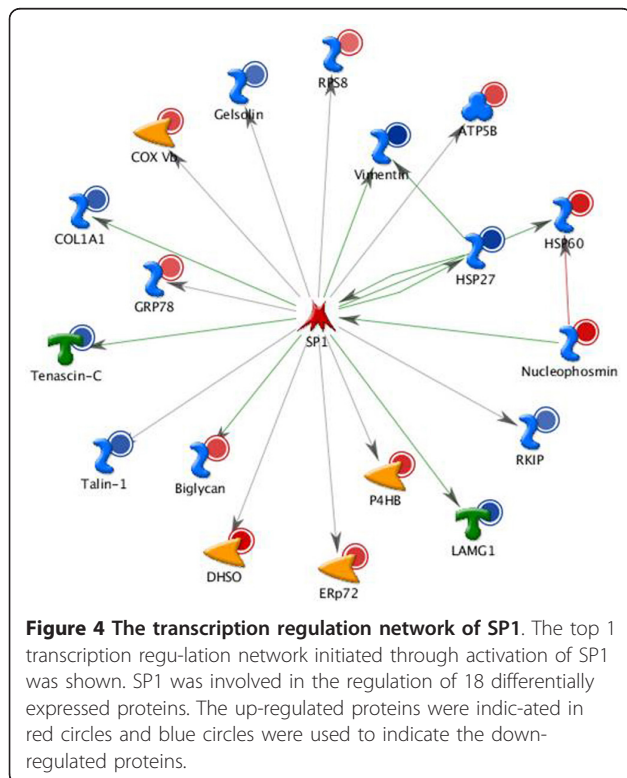 RPS8
Gelsolin
ATP5B
COX Vb
Vimentin
COL1A1
HSP60
HSP27
GRP78
SP1
Tenascin-C
Nucleophosmin
RKIP
Talin-1
Biglycan
P4HB
LAMG1
DHSO
ERp72
Figure 4 The transcription regulation network of SP1. The top 1
transcription regu-lation network initiated through activation of SP1
was shown. SP1 was involved in the regulation of 18 differentially
expressed proteins. The up-regulated proteins were indic-ated in
red circles and blue circles were used to indicate the down-
regulated proteins.